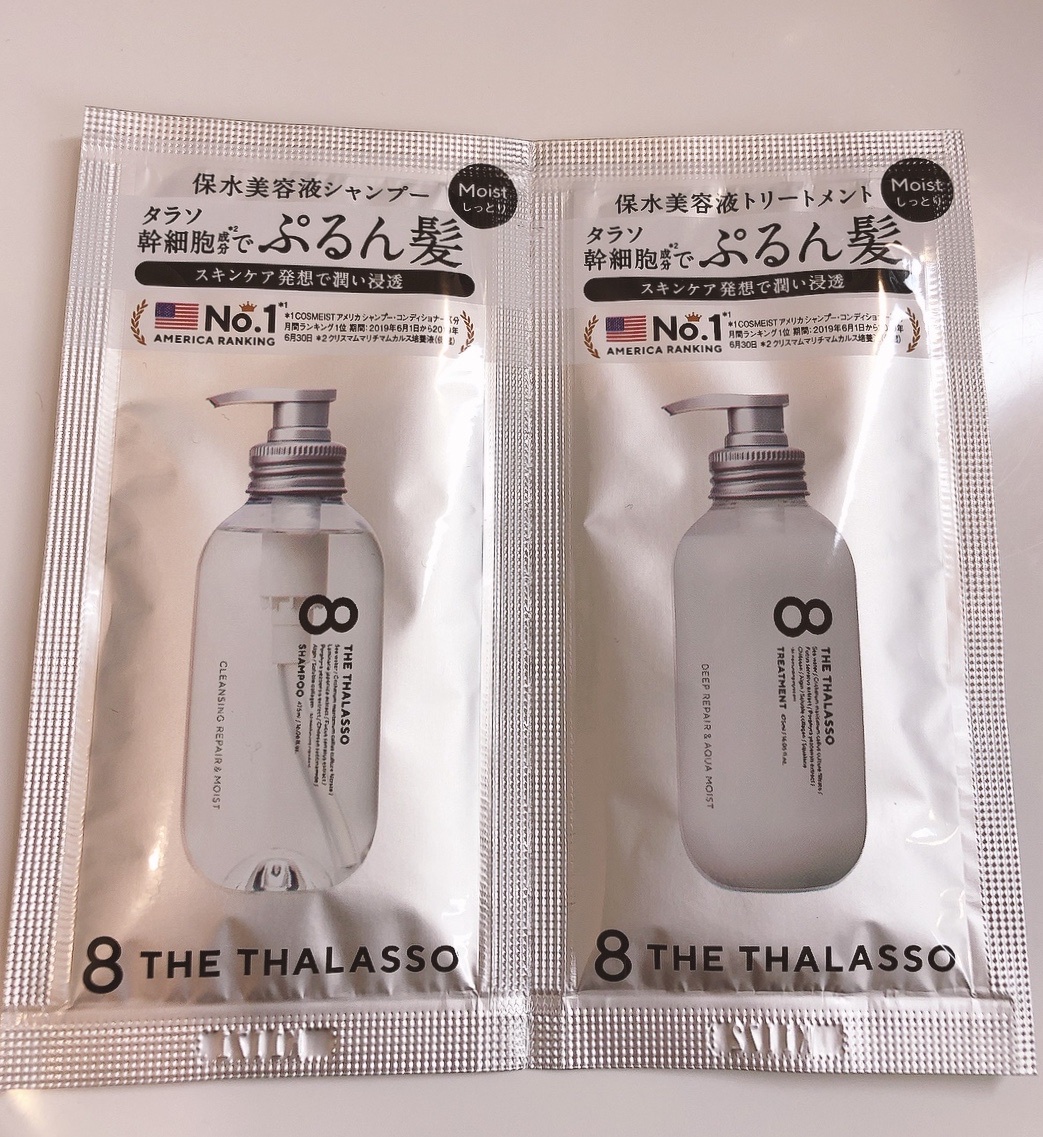 保水美容液シャンプー
Moist
しっとり
タラソ
幹細胞成分*2で ぷるん髪
スキンケア発想で潤い浸透
No.1*1
AMERICA RANKING
*1COSMEIST アメリカ シャンプー・コンディショナー
月間ランキング1位 期間:2019年6月1日から
6月30日 *2クリスマムマリチマムカルス培養液
8
THE THALASSO
SHAMPOO 475mL / 16.06 fl.oz.
CLEANSING REPAIR & MOIST
8 THE THALASSO
保水美容液トリートメント
Moist
しっとり
タラソ
幹細胞成分*2で ぷるん髪
スキンケア発想で潤い浸透
No.1*1
AMERICA RANKING
*1COSMEIST アメリカ シャンプー・コンディショナー
月間ランキング1位 期間:2019年6月1日から
6月30日 *2クリスマムマリチマムカルス培養液
8
THE THALASSO
TREATMENT 475mL / 16.06 fl.oz.
DEEP REPAIR & AQUA MOIST
8 THE THALASSO